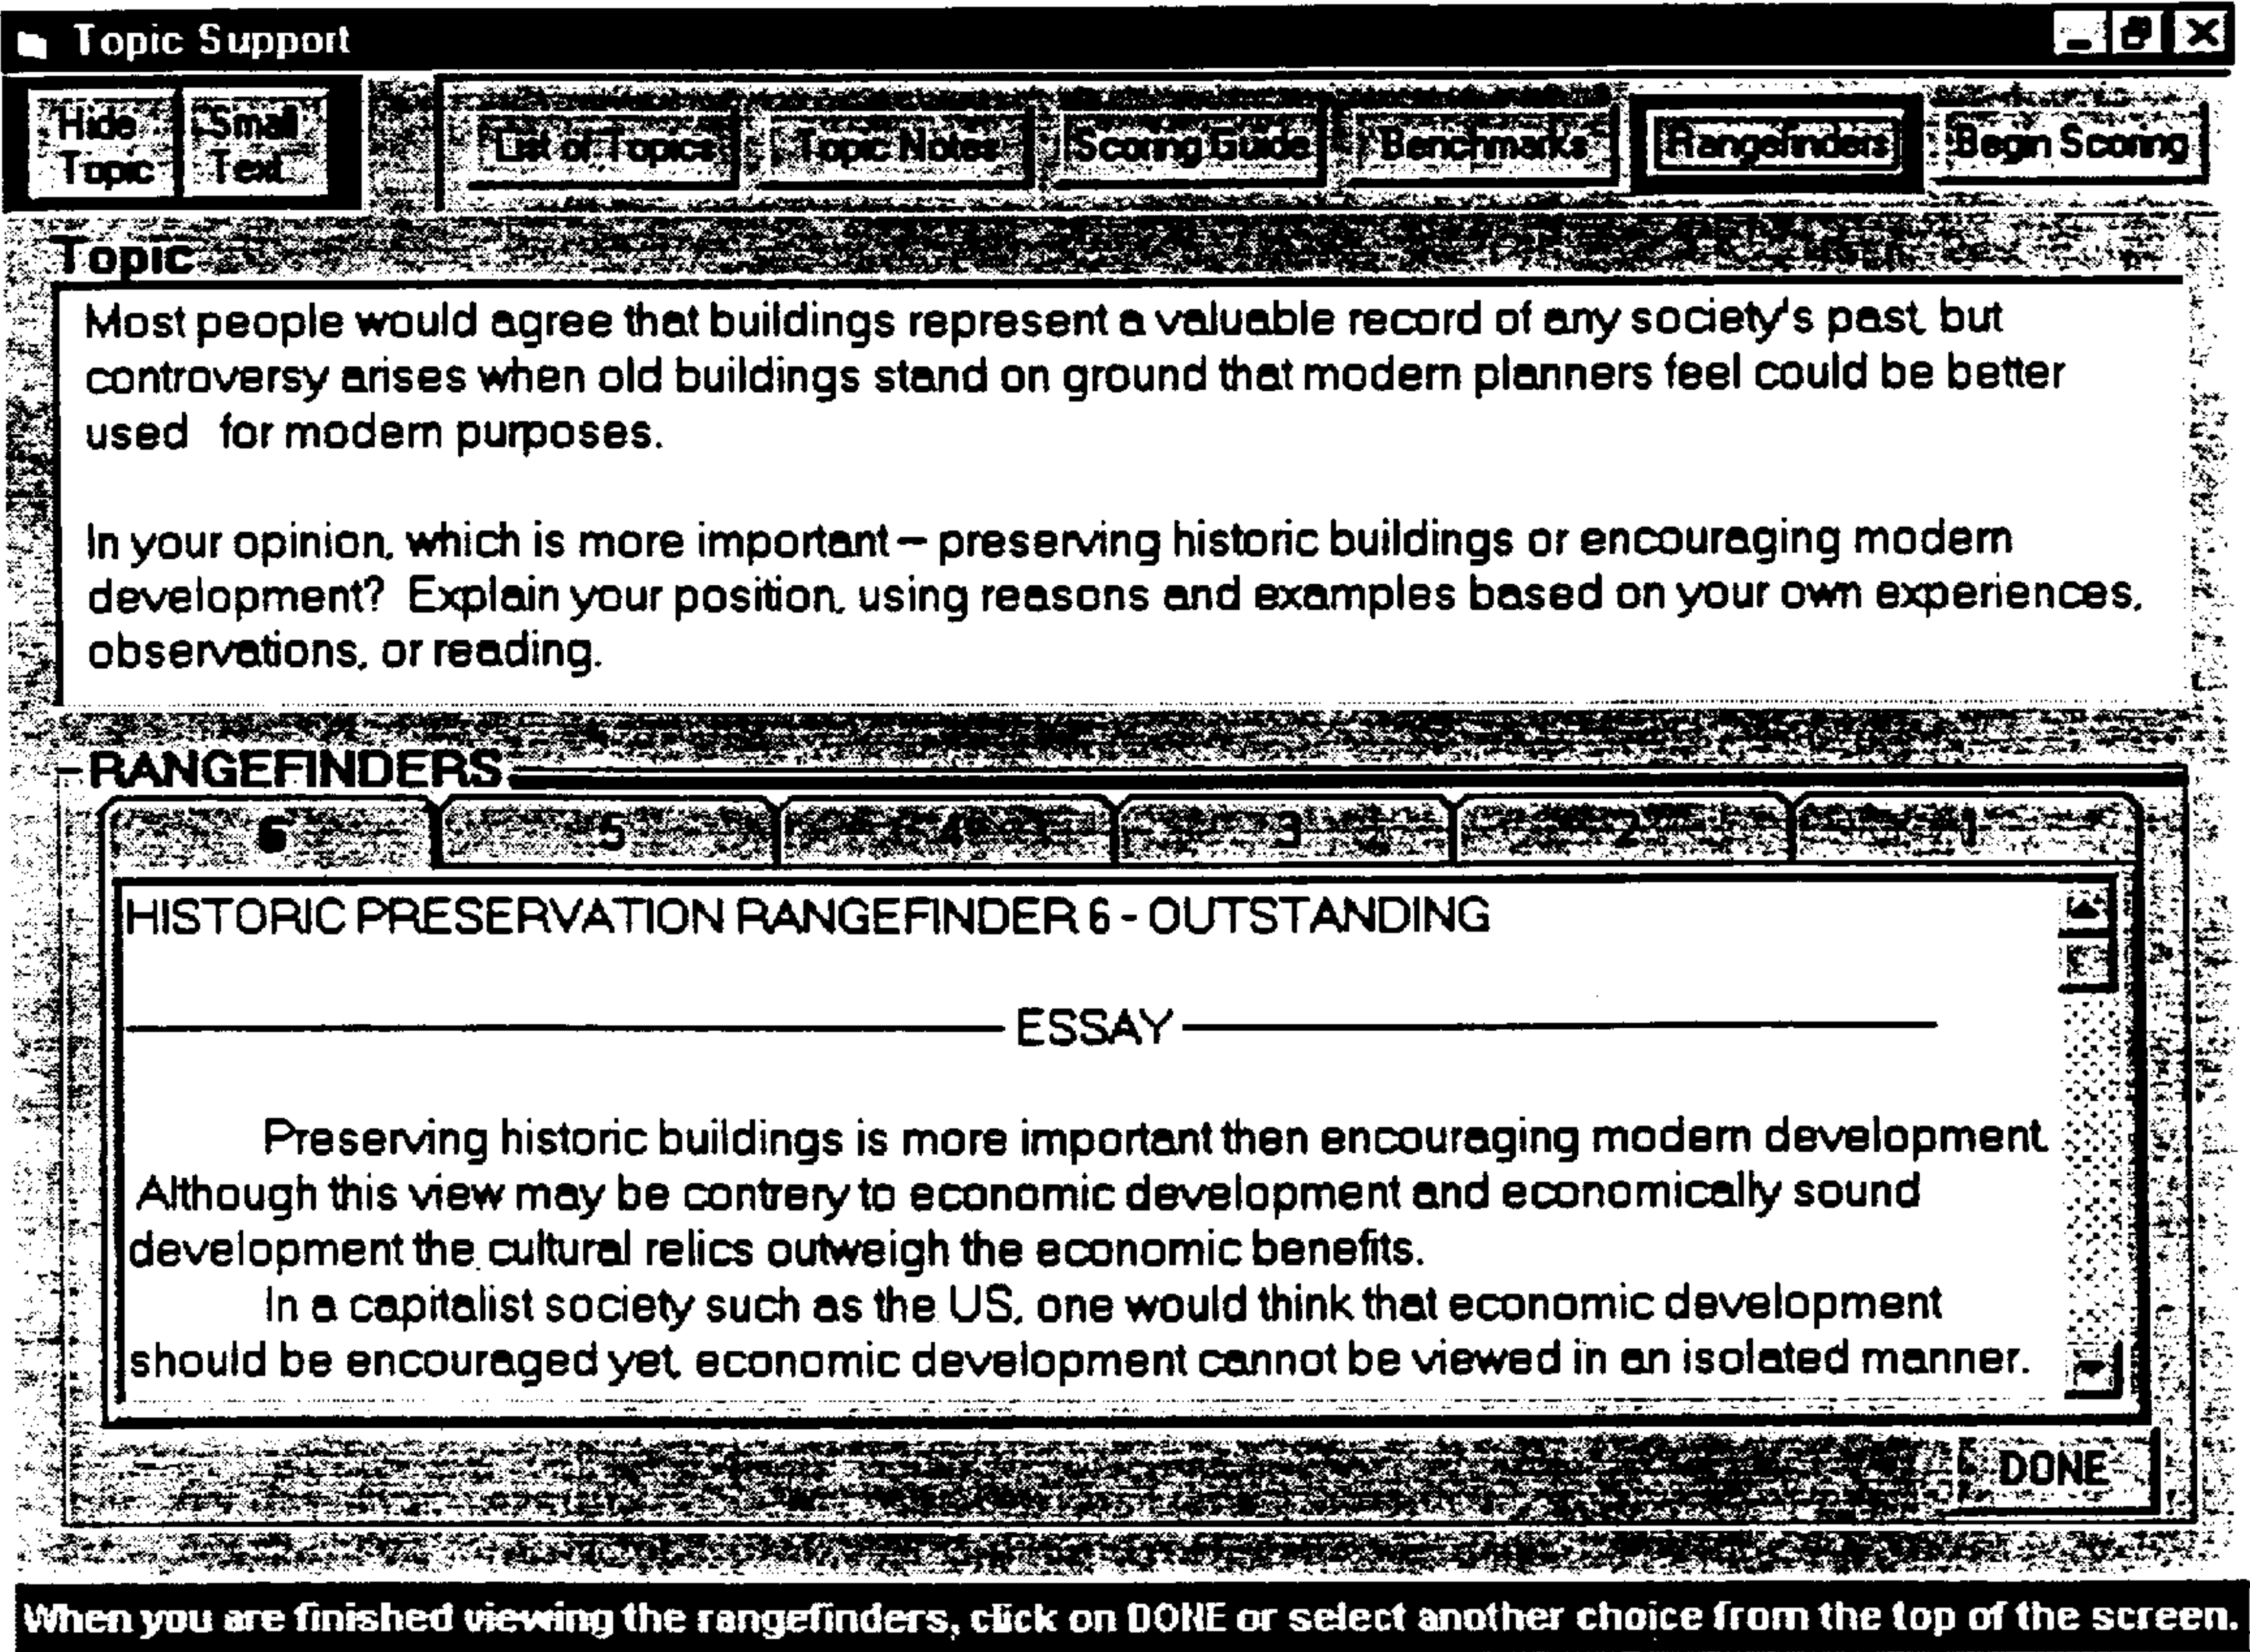 Topic Support
Hide Topic
Small Text
List of Topics
Topic Notes
Scoring Guide
Benchmarks
Rangefinders
Begin Scoring
Topic
Most people would agree that buildings represent a valuable record of any society's past, but
controversy arises when old buildings stand on ground that modern planners feel could be better
used for modern purposes.
In your opinion, which is more important – preserving historic buildings or encouraging modern
development? Explain your position, using reasons and examples based on your own experiences,
observations, or reading.
RANGEFINDERS
6 5 4 3 2 1
HISTORIC PRESERVATION RANGEFINDER 6 - OUTSTANDING
ESSAY
Preserving historic buildings is more important then encouraging modern development.
Although this view may be contrery to economic development and economically sound
development the cultural relics outweigh the economic benefits.
In a capitalist society such as the US, one would think that economic development
should be encouraged yet, economic development cannot be viewed in an isolated manner.
DONE
When you are finished viewing the rangefinders, click on DONE or select another choice from the top of the screen.